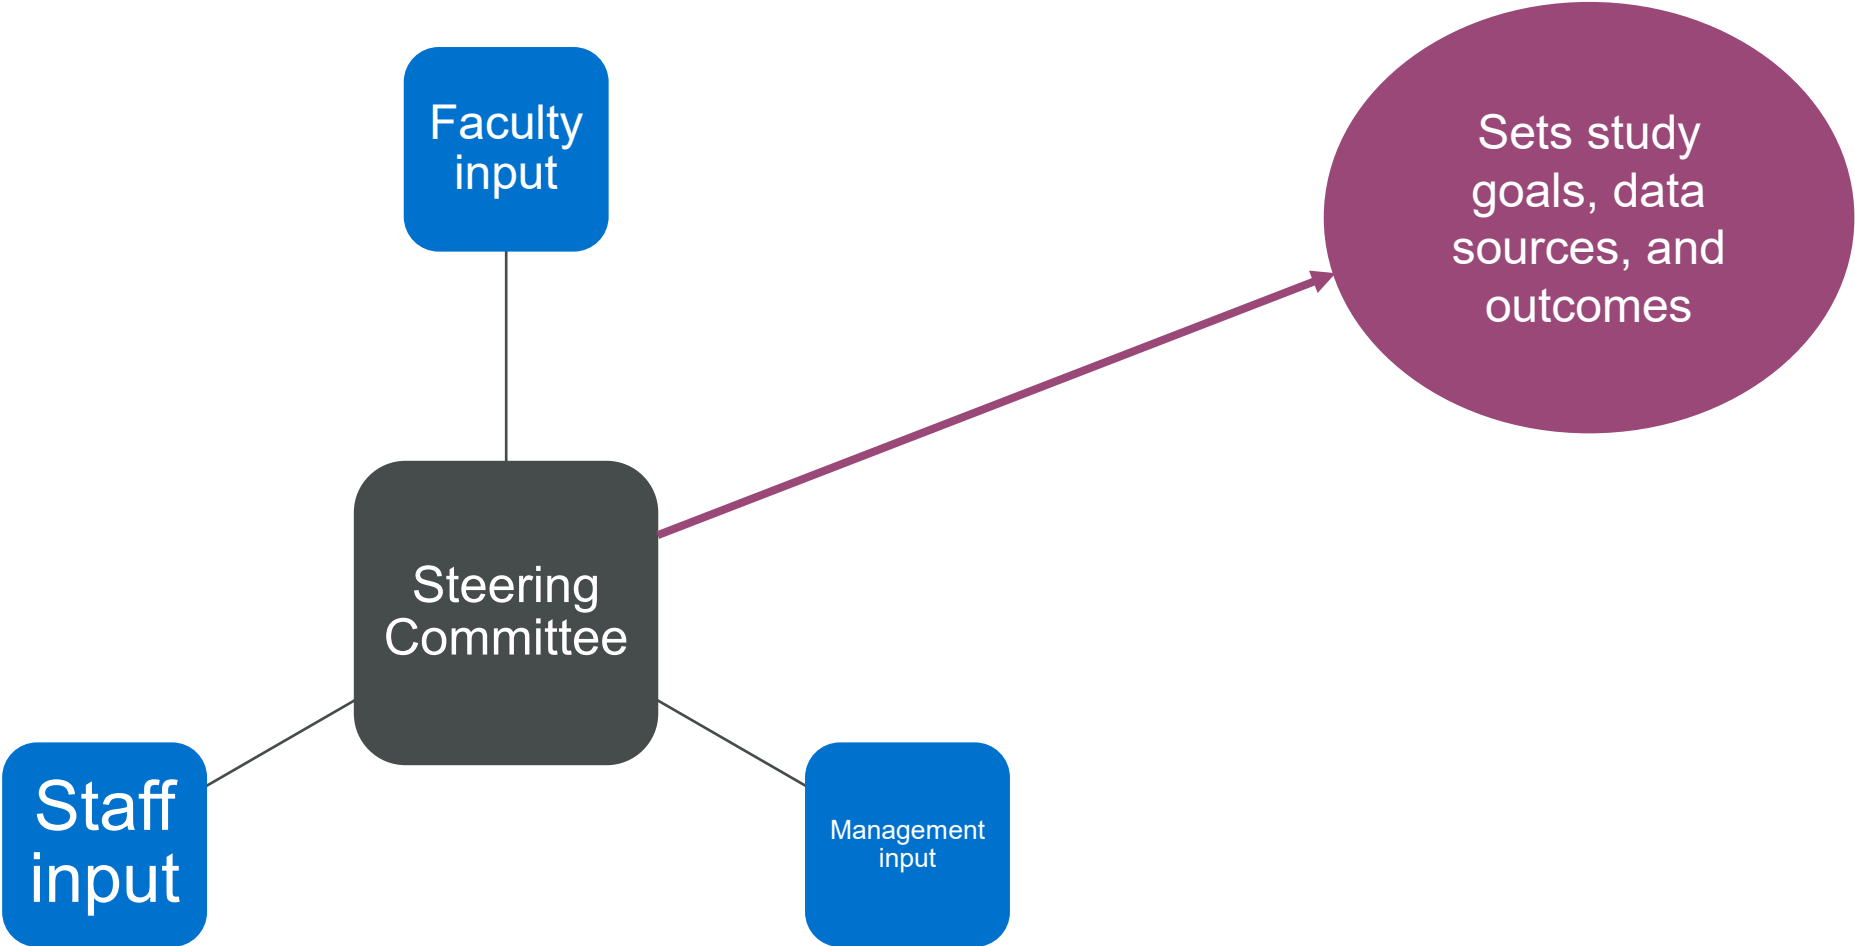 Faculty
input
Sets study
goals, data
sources, and
outcomes
Steering
Committee
Staff
input
Management
input